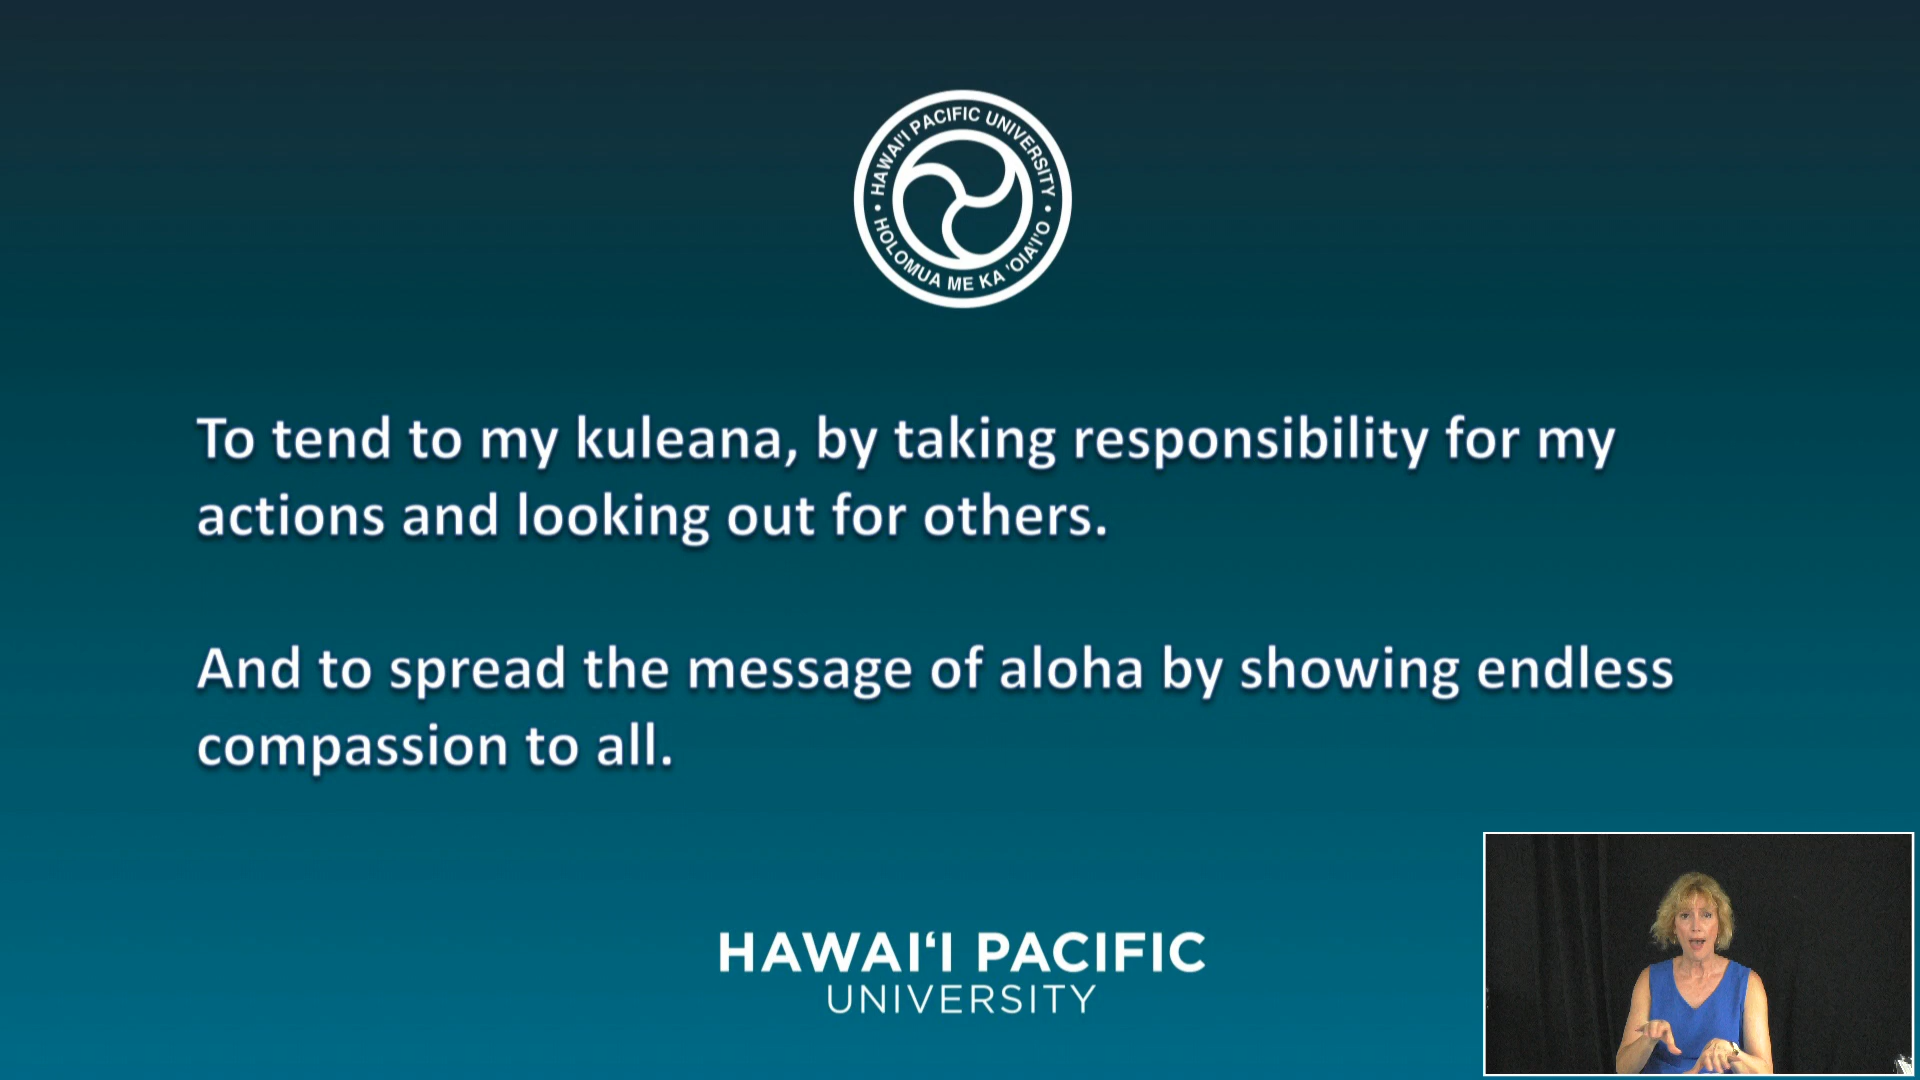 HAWAI'I PACIFIC UNIVERSITY
HOLOMUA ME KA 'OIA'I'O
To tend to my kuleana, by taking responsibility for my
actions and looking out for others.
And to spread the message of aloha by showing endless
compassion to all.
HAWAIʻI PACIFIC
UNIVERSITY